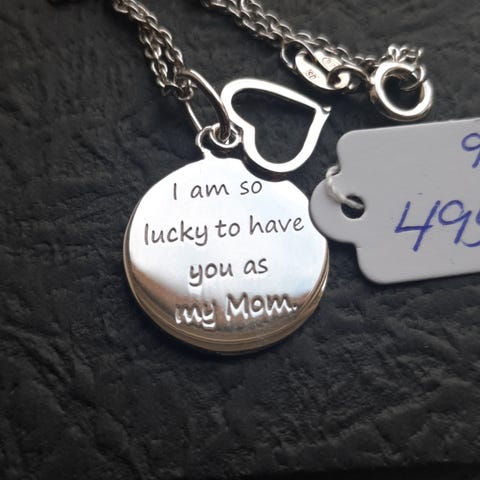 I am so
lucky to have
you as
my Mom.